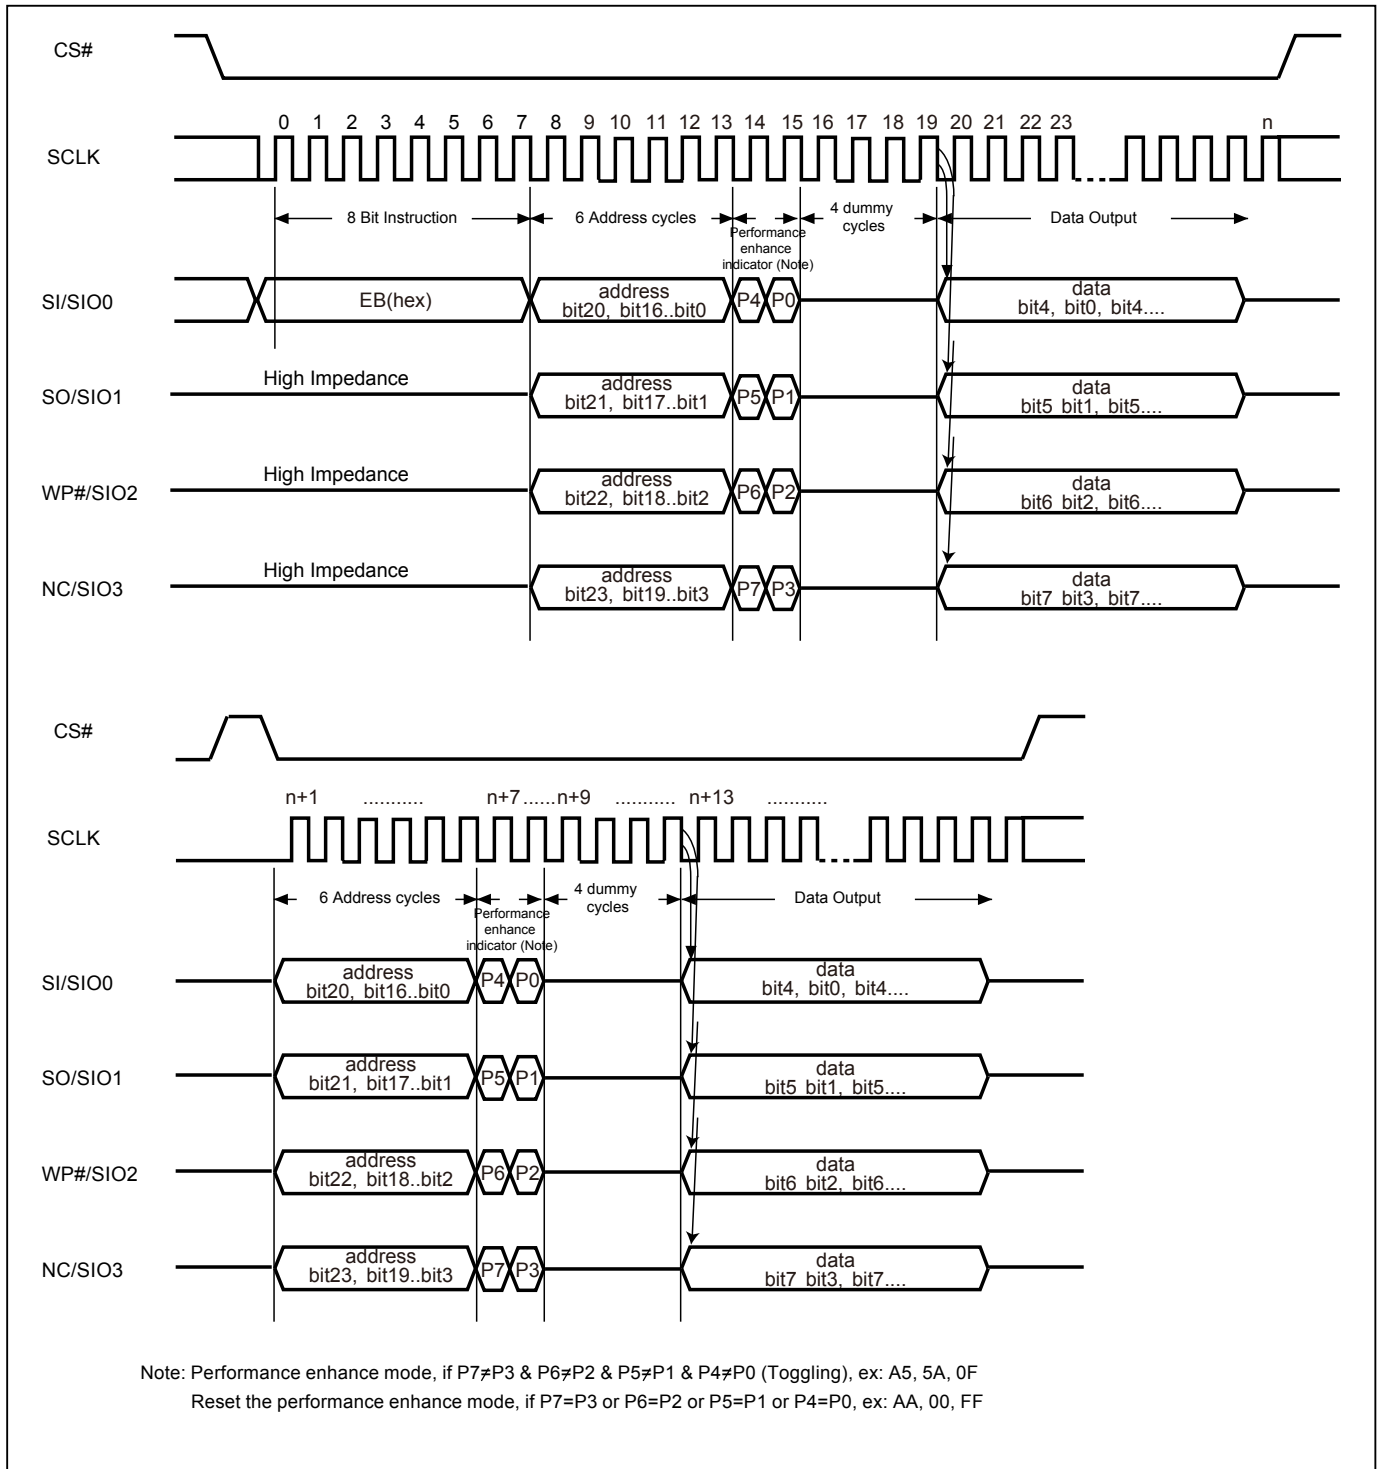 CS#
0 1 2 3 4 5 6 7 8 9 10 11 12 13 14 15 16 17 18 19 20 21 22 23 n
SCLK
8 Bit Instruction 6 Address cycles 4 dummy
cycles Data Output
Performance
enhance
indicator (Note)
SI/SIO0 EB(hex) address
bit20, bit16..bit0 P4 P0 data
bit4, bit0, bit4....
High Impedance
SO/SIO1 address
bit21, bit17..bit1 P5 P1 data
bit5 bit1, bit5....
High Impedance
WP#/SIO2 address
bit22, bit18..bit2 P6 P2 data
bit6 bit2, bit6....
High Impedance
NC/SIO3 address
bit23, bit19..bit3 P7 P3 data
bit7 bit3, bit7....
CS#
n+1 ........... n+7......n+9 ........... n+13 ...........
SCLK
6 Address cycles 4 dummy
cycles Data Output
Performance
enhance
indicator (Note)
SI/SIO0 address
bit20, bit16..bit0 P4 P0 data
bit4, bit0, bit4....
SO/SIO1 address
bit21, bit17..bit1 P5 P1 data
bit5 bit1, bit5....
WP#/SIO2 address
bit22, bit18..bit2 P6 P2 data
bit6 bit2, bit6....
NC/SIO3 address
bit23, bit19..bit3 P7 P3 data
bit7 bit3, bit7....
Note: Performance enhance mode, if P7≠P3 & P6≠P2 & P5≠P1 & P4≠P0 (Toggling), ex: A5, 5A, 0F
Reset the performance enhance mode, if P7=P3 or P6=P2 or P5=P1 or P4=P0, ex: AA, 00, FF